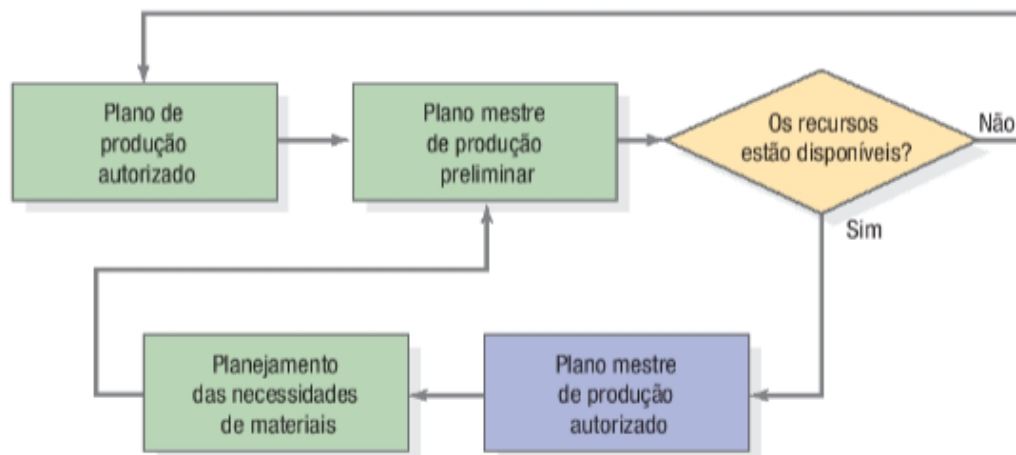 Plano de
produção
autorizado
Plano mestre
de produção
preliminar
Os recursos
estão disponíveis?
Não
Sim
Planejamento
das necessidades
de materiais
Plano mestre
de produção
autorizado